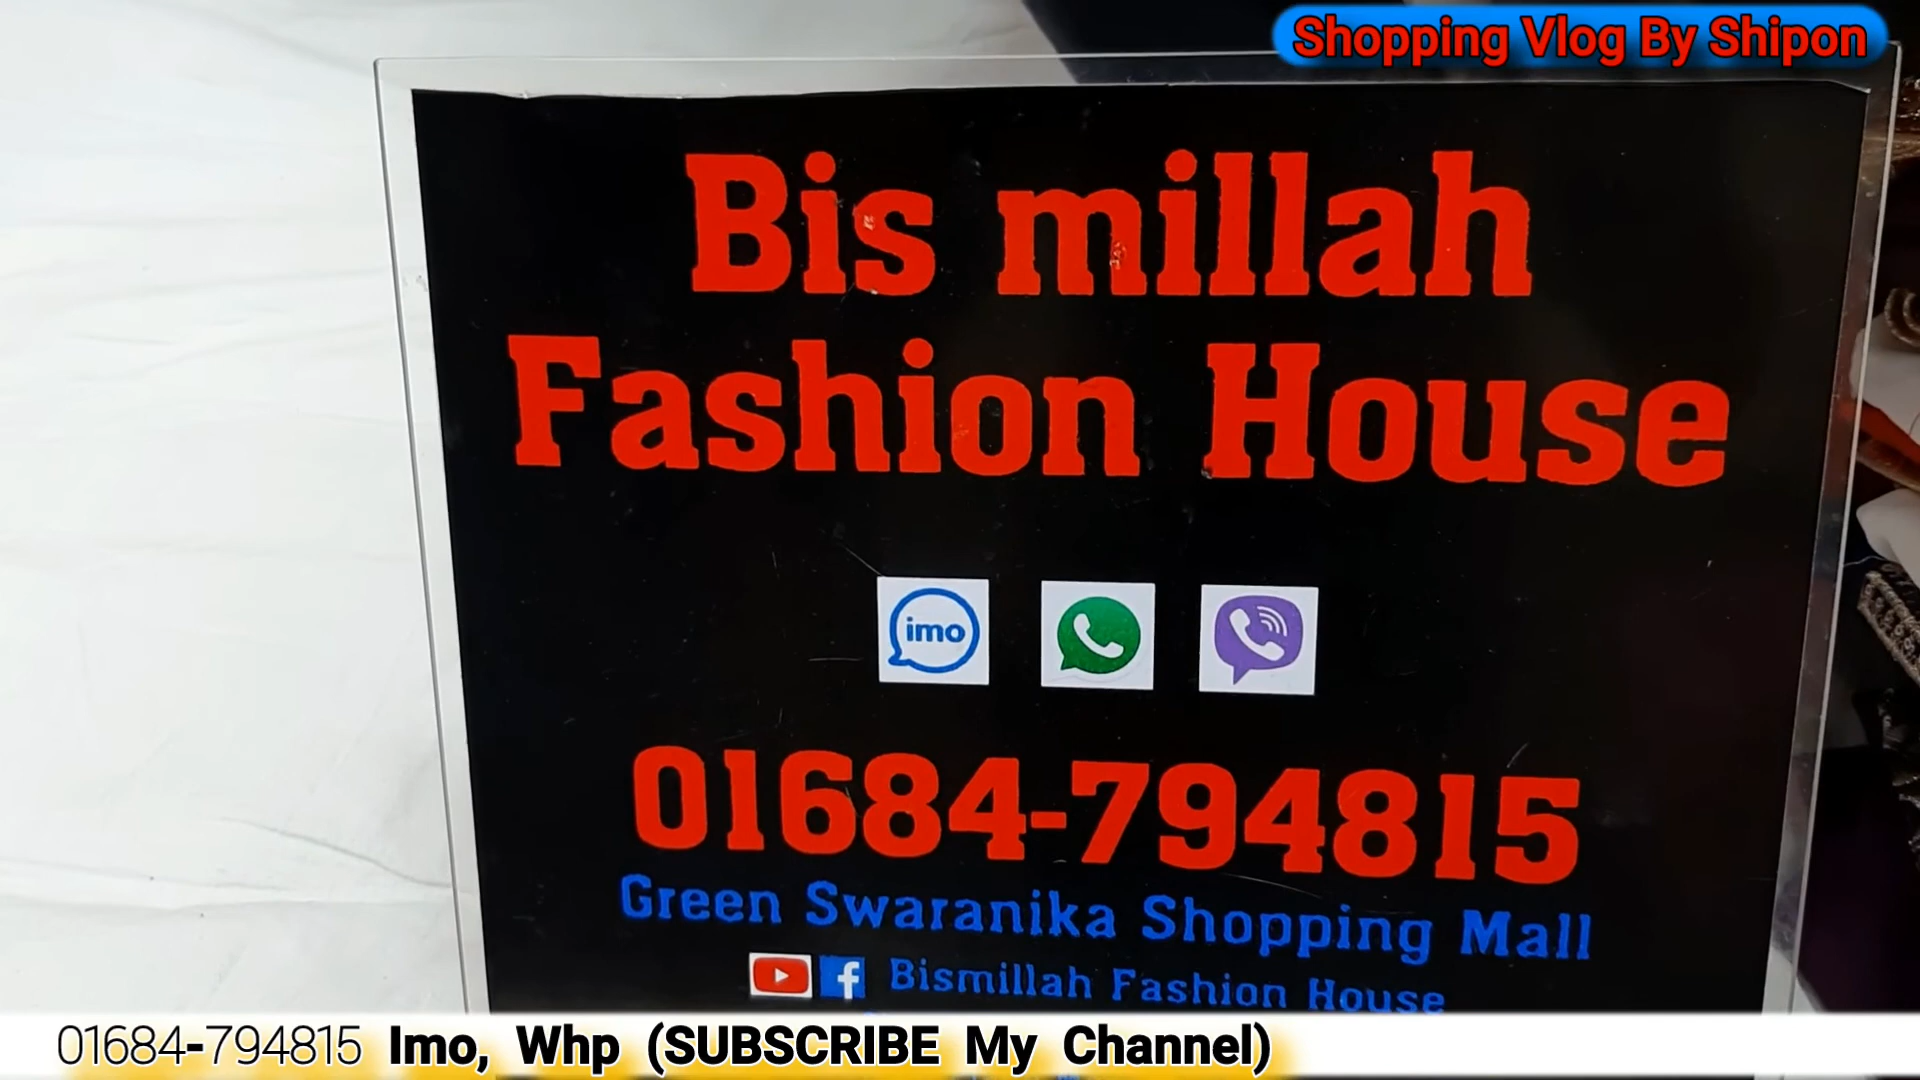 Shopping Vlog By Shipon
Bis millah
Fashion House
imo
01684-794815
Green Swaranika Shopping Mall
f Bismillah Fashion House
01684-794815 Imo, Whp (SUBSCRIBE My Channel)